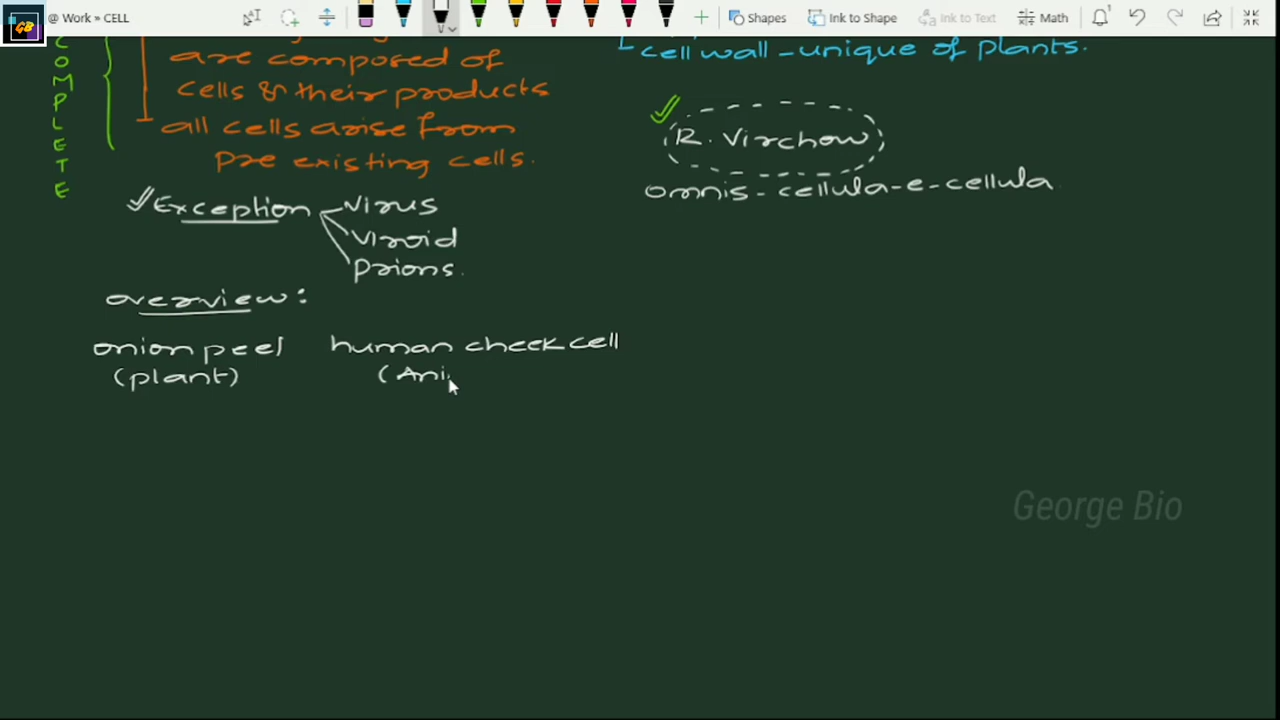 GB
@ Work » CELL
Shapes
Ink to Shape
Ink to Text
Math
COMPLETE
are composed of
cells & their products
all cells arise from
pre existing cells.
Exception
Virus
Viroid
Prions.
cell wall - unique of plants.
R. Virchow
omnis - cellula - e - cellula
overview:
onion peel human cheek cell
(plant) (Ani
George Bio